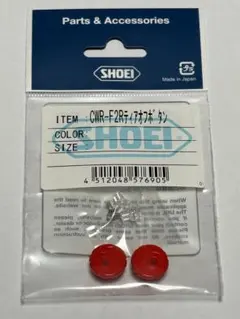 Parts & Accessories
SHOEI
Made in Japan
ITEM : CWR-F2Rティアオフボタン
COLOR:
SIZE :
4 512048 576905